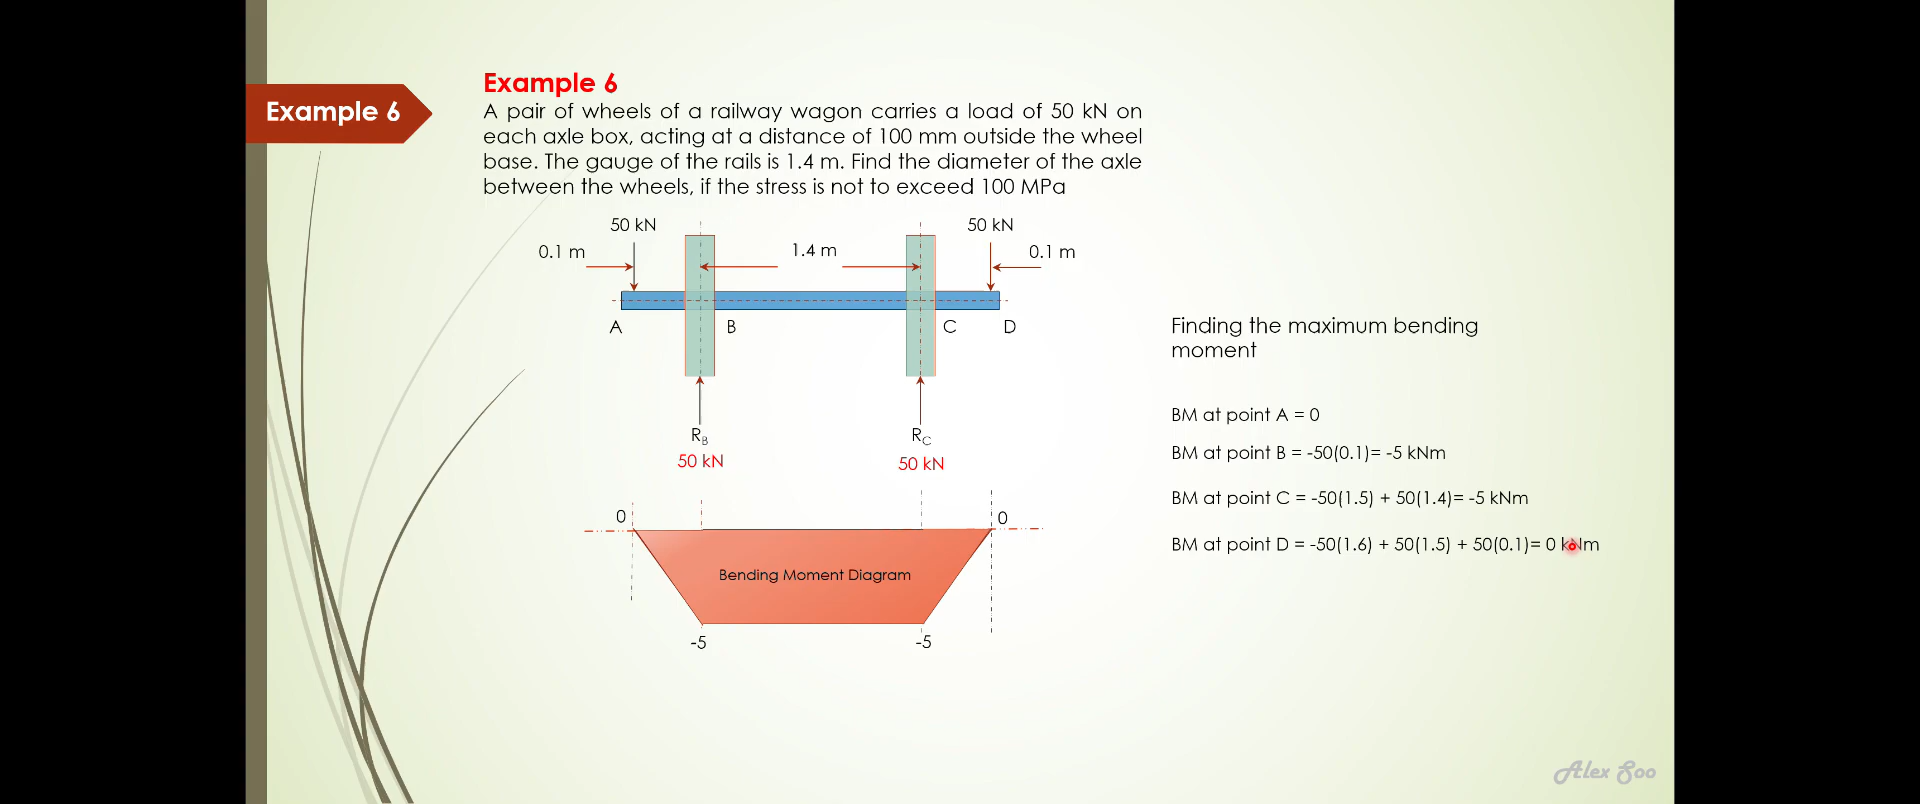 Example 6
Example 6
A pair of wheels of a railway wagon carries a load of 50 kN on
each axle box, acting at a distance of 100 mm outside the wheel
base. The gauge of the rails is 1.4 m. Find the diameter of the axle
between the wheels, if the stress is not to exceed 100 MPa
50 kN
50 kN
0.1 m
1.4 m
0.1 m
A
B
C
D
R_B
R_C
50 kN
50 kN
0
0
Bending Moment Diagram
-5
-5
Finding the maximum bending
moment
BM at point A = 0
BM at point B = -50(0.1)= -5 kNm
BM at point C = -50(1.5) + 50(1.4)= -5 kNm
BM at point D = -50(1.6) + 50(1.5) + 50(0.1)= 0 kNm
Alex Soo